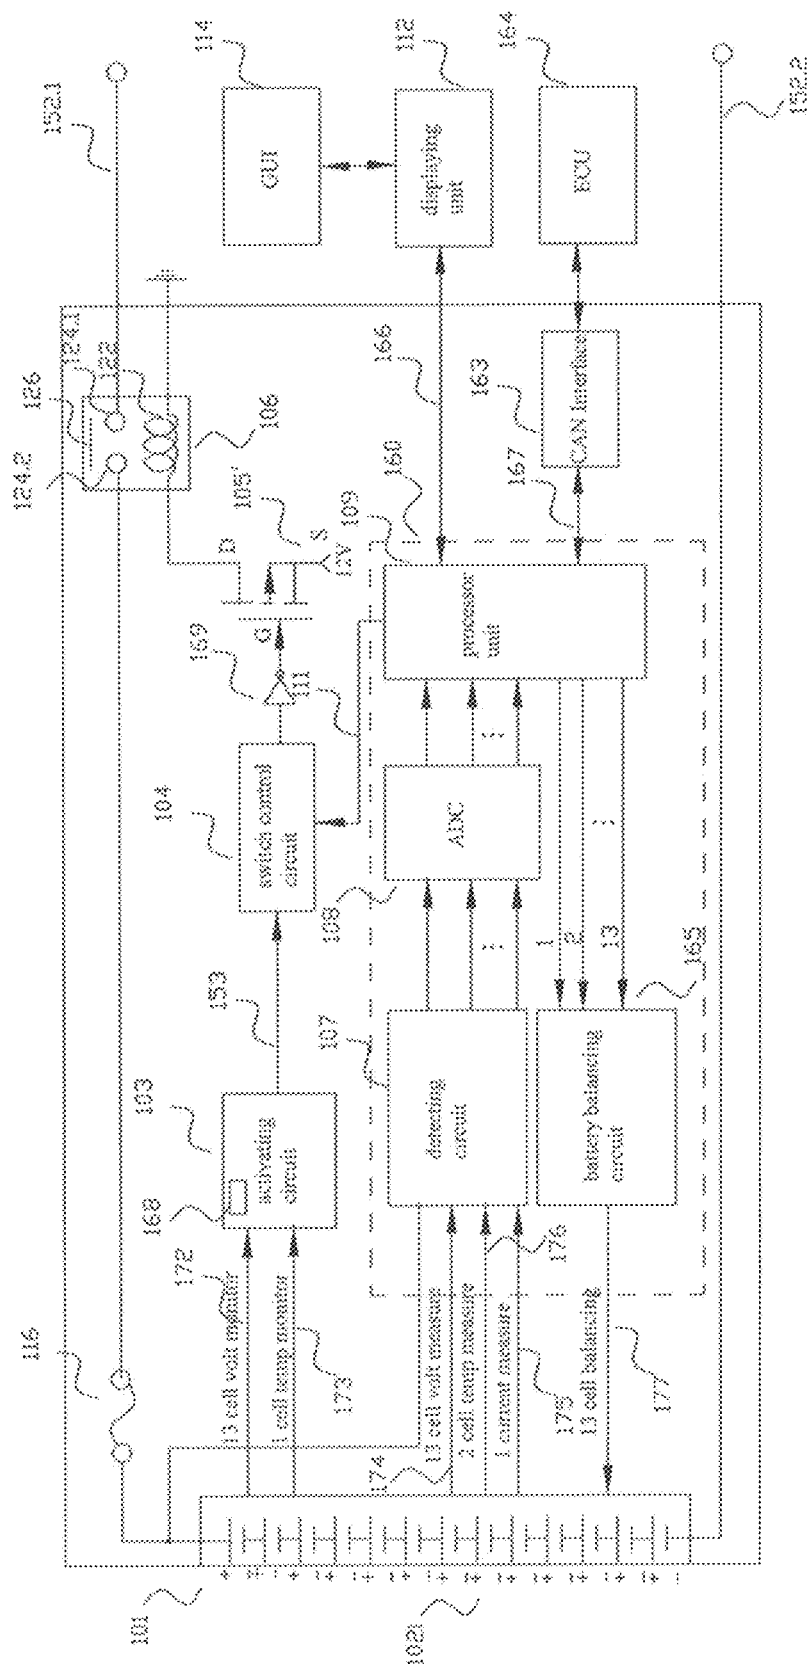 152.1
114
GUI
112
displaying
unit
164
ECU
152.2
124.1
122
126
124.2
106
166
163
CAN Interface
167
160
109
105'
D
S
12V
G
169
111
processor
unit
104
switch control
circuit
ADC
108
1
2
13
165
153
107
103
168
activating
circuit
detecting
circuit
battery balancing
circuit
172
13 cell volt monitor
1 cell temp monitor
173
116
176
13 cell volt measure
2 cell temp measure
1 current measure
174
175
13 cell balancing
177
101
102